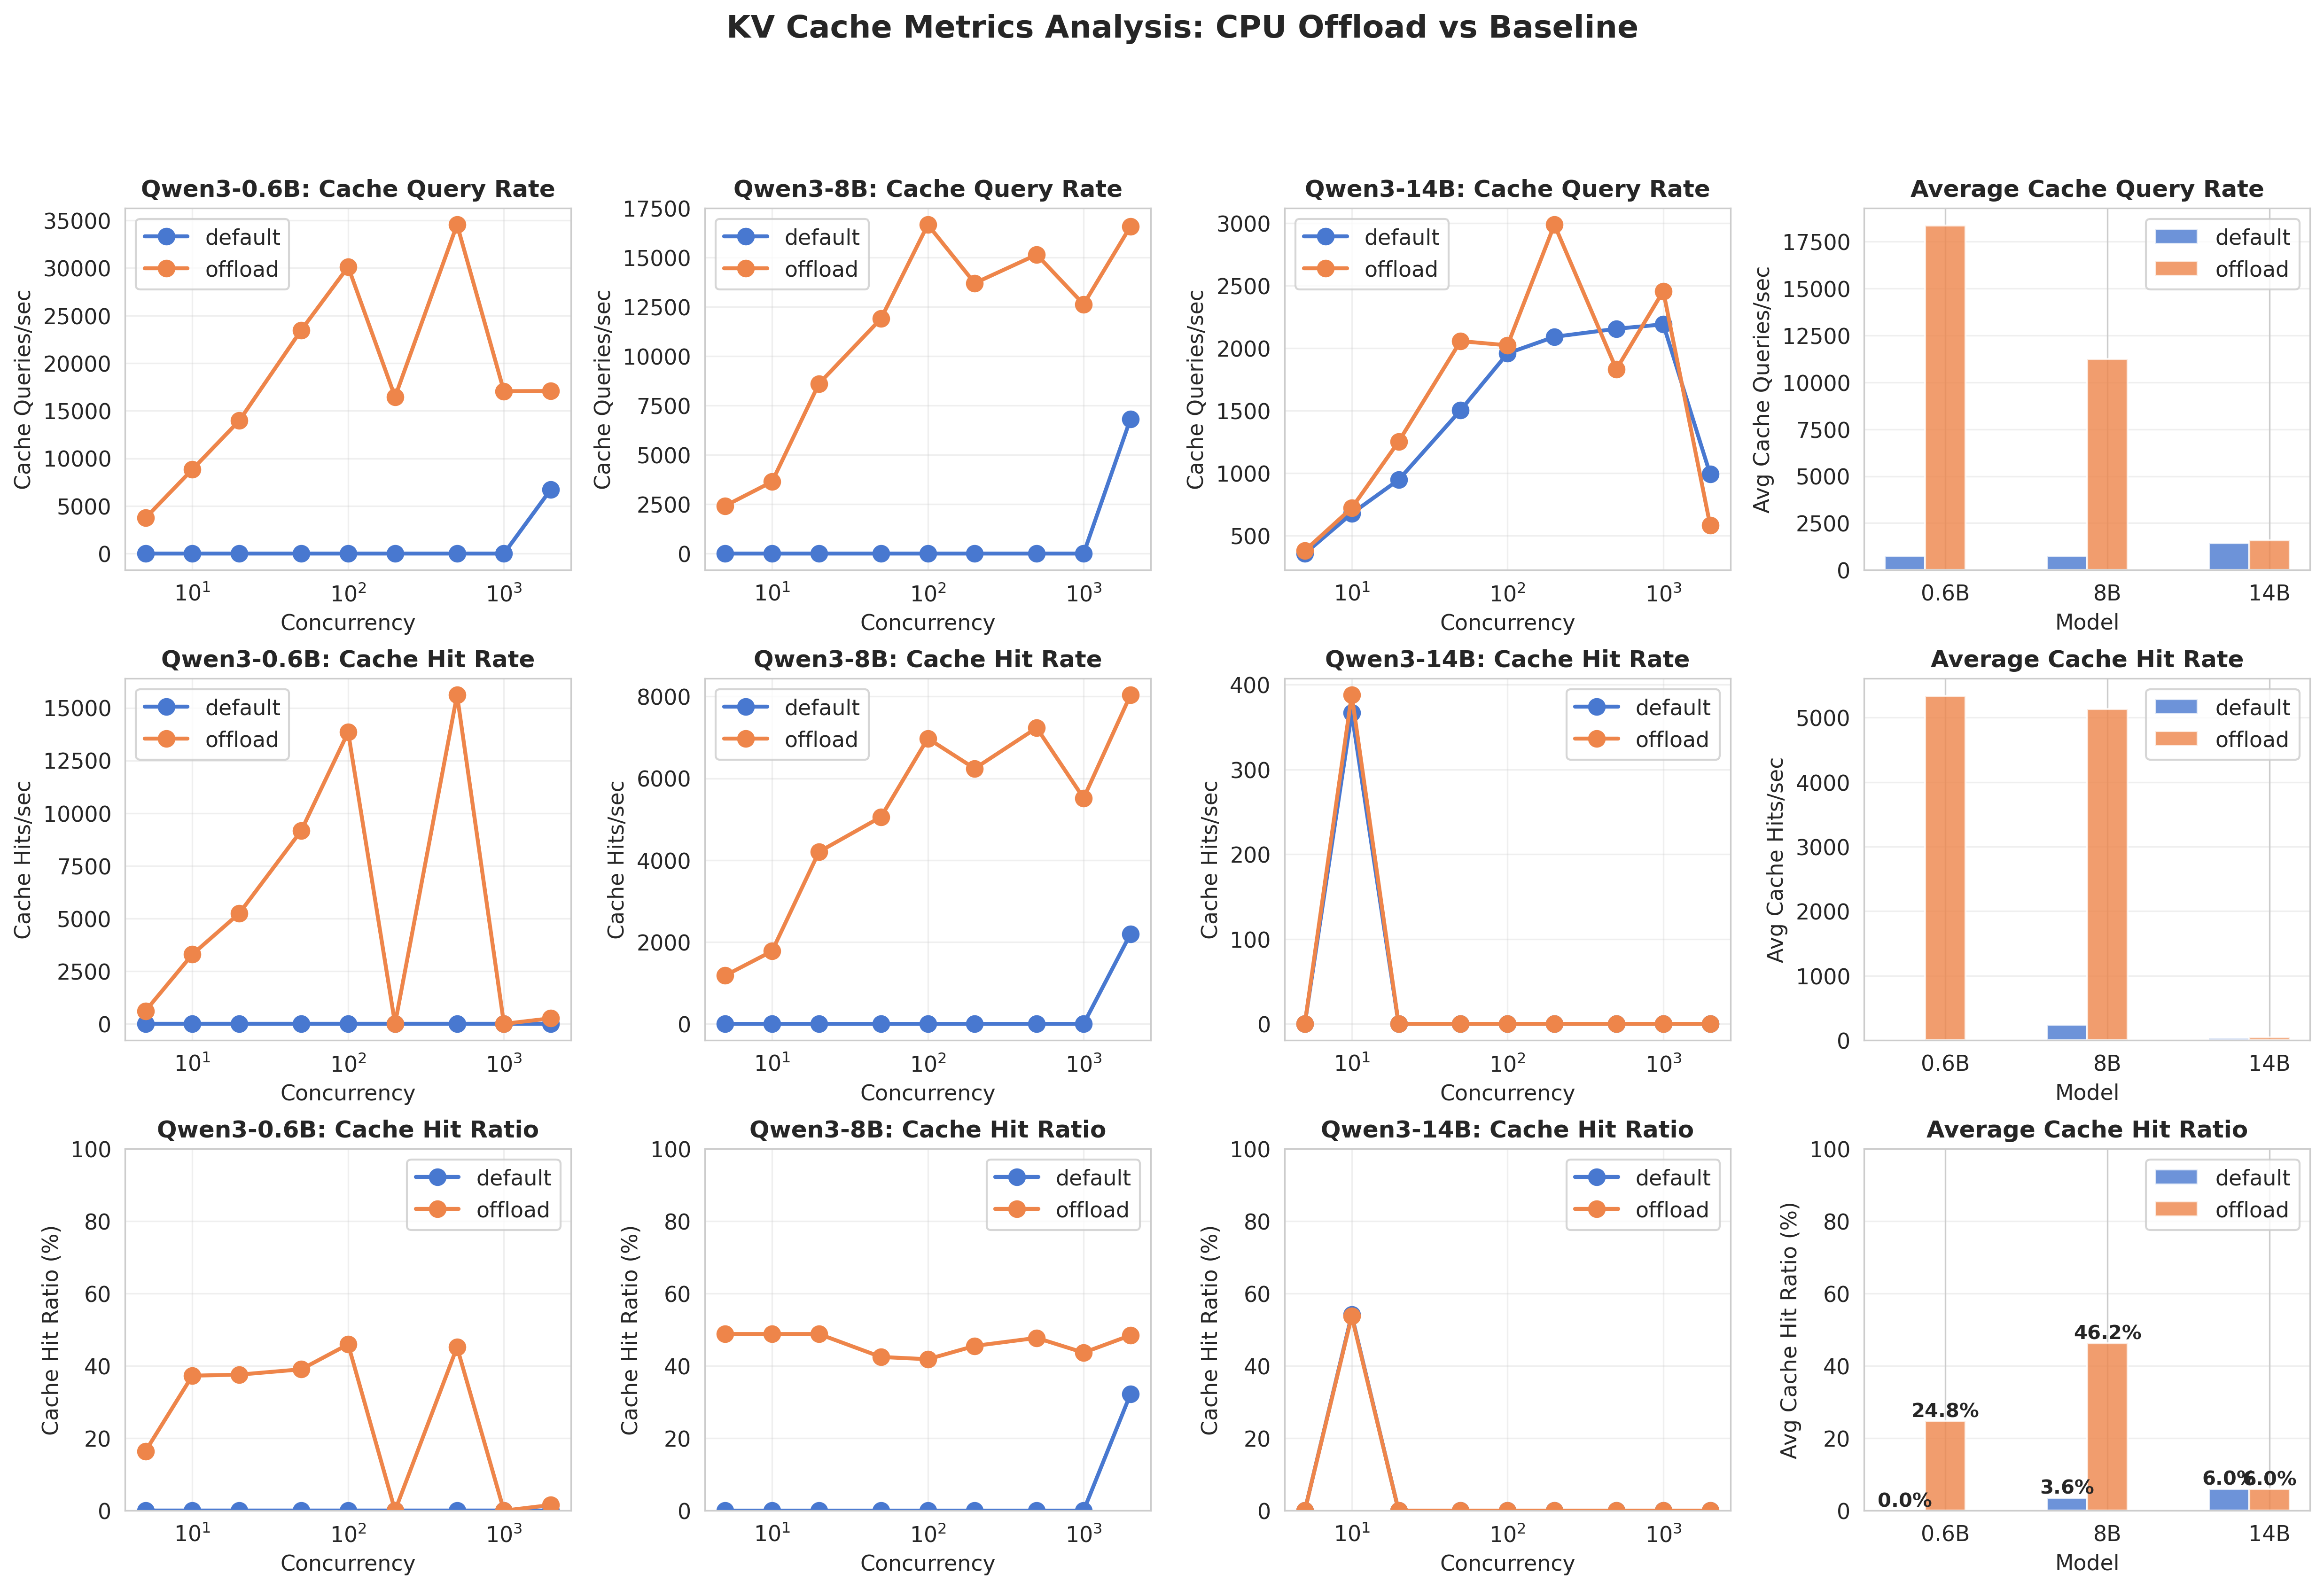 KV Cache Metrics Analysis: CPU Offload vs Baseline
Qwen3-0.6B: Cache Query Rate
Cache Queries/sec
35000
30000
25000
20000
15000
10000
5000
0
default
offload
10¹
10²
10³
Concurrency
Qwen3-8B: Cache Query Rate
Cache Queries/sec
17500
15000
12500
10000
7500
5000
2500
0
default
offload
10¹
10²
10³
Concurrency
Qwen3-14B: Cache Query Rate
Cache Queries/sec
3000
2500
2000
1500
1000
500
default
offload
10¹
10²
10³
Concurrency
Average Cache Query Rate
Avg Cache Queries/sec
17500
15000
12500
10000
7500
5000
2500
0
default
offload
0.6B
8B
14B
Model
Qwen3-0.6B: Cache Hit Rate
Cache Hits/sec
15000
12500
10000
7500
5000
2500
0
default
offload
10¹
10²
10³
Concurrency
Qwen3-8B: Cache Hit Rate
Cache Hits/sec
8000
6000
4000
2000
0
default
offload
10¹
10²
10³
Concurrency
Qwen3-14B: Cache Hit Rate
Cache Hits/sec
400
300
200
100
0
default
offload
10¹
10²
10³
Concurrency
Average Cache Hit Rate
Avg Cache Hits/sec
5000
4000
3000
2000
1000
0
default
offload
0.6B
8B
14B
Model
Qwen3-0.6B: Cache Hit Ratio
Cache Hit Ratio (%)
100
80
60
40
20
0
default
offload
10¹
10²
10³
Concurrency
Qwen3-8B: Cache Hit Ratio
Cache Hit Ratio (%)
100
80
60
40
20
0
default
offload
10¹
10²
10³
Concurrency
Qwen3-14B: Cache Hit Ratio
Cache Hit Ratio (%)
100
80
60
40
20
0
default
offload
10¹
10²
10³
Concurrency
Average Cache Hit Ratio
Avg Cache Hit Ratio (%)
100
80
60
40
20
0
default
offload
0.0%
24.8%
3.6%
46.2%
6.0%
6.0%
0.6B
8B
14B
Model